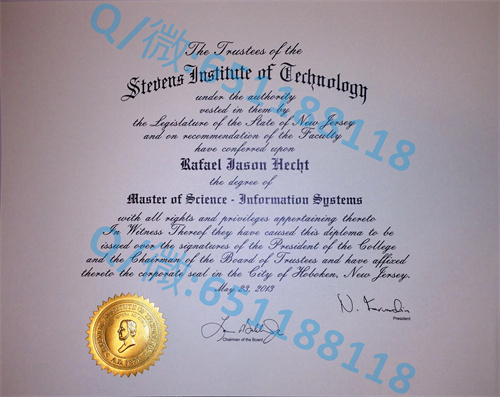 The Trustees of the
Stevens Institute of Technology
under the authority
vested in them by
the Legislature of the State of New Jersey
and on recommendation of the Faculty
have conferred upon
Rafael Jason Hecht
the degree of
Master of Science - Information Systems
with all rights and privileges appertaining thereto
In Witness Thereof they have caused this diploma to be
issued over the signatures of the President of the College
and the Chairman of the Board of Trustees and have affixed
thereto the corporate seal in the City of Hoboken, New Jersey.
May 23, 2013
President
Chairman of the Board
Q/微:651188118
Q/微:651188118